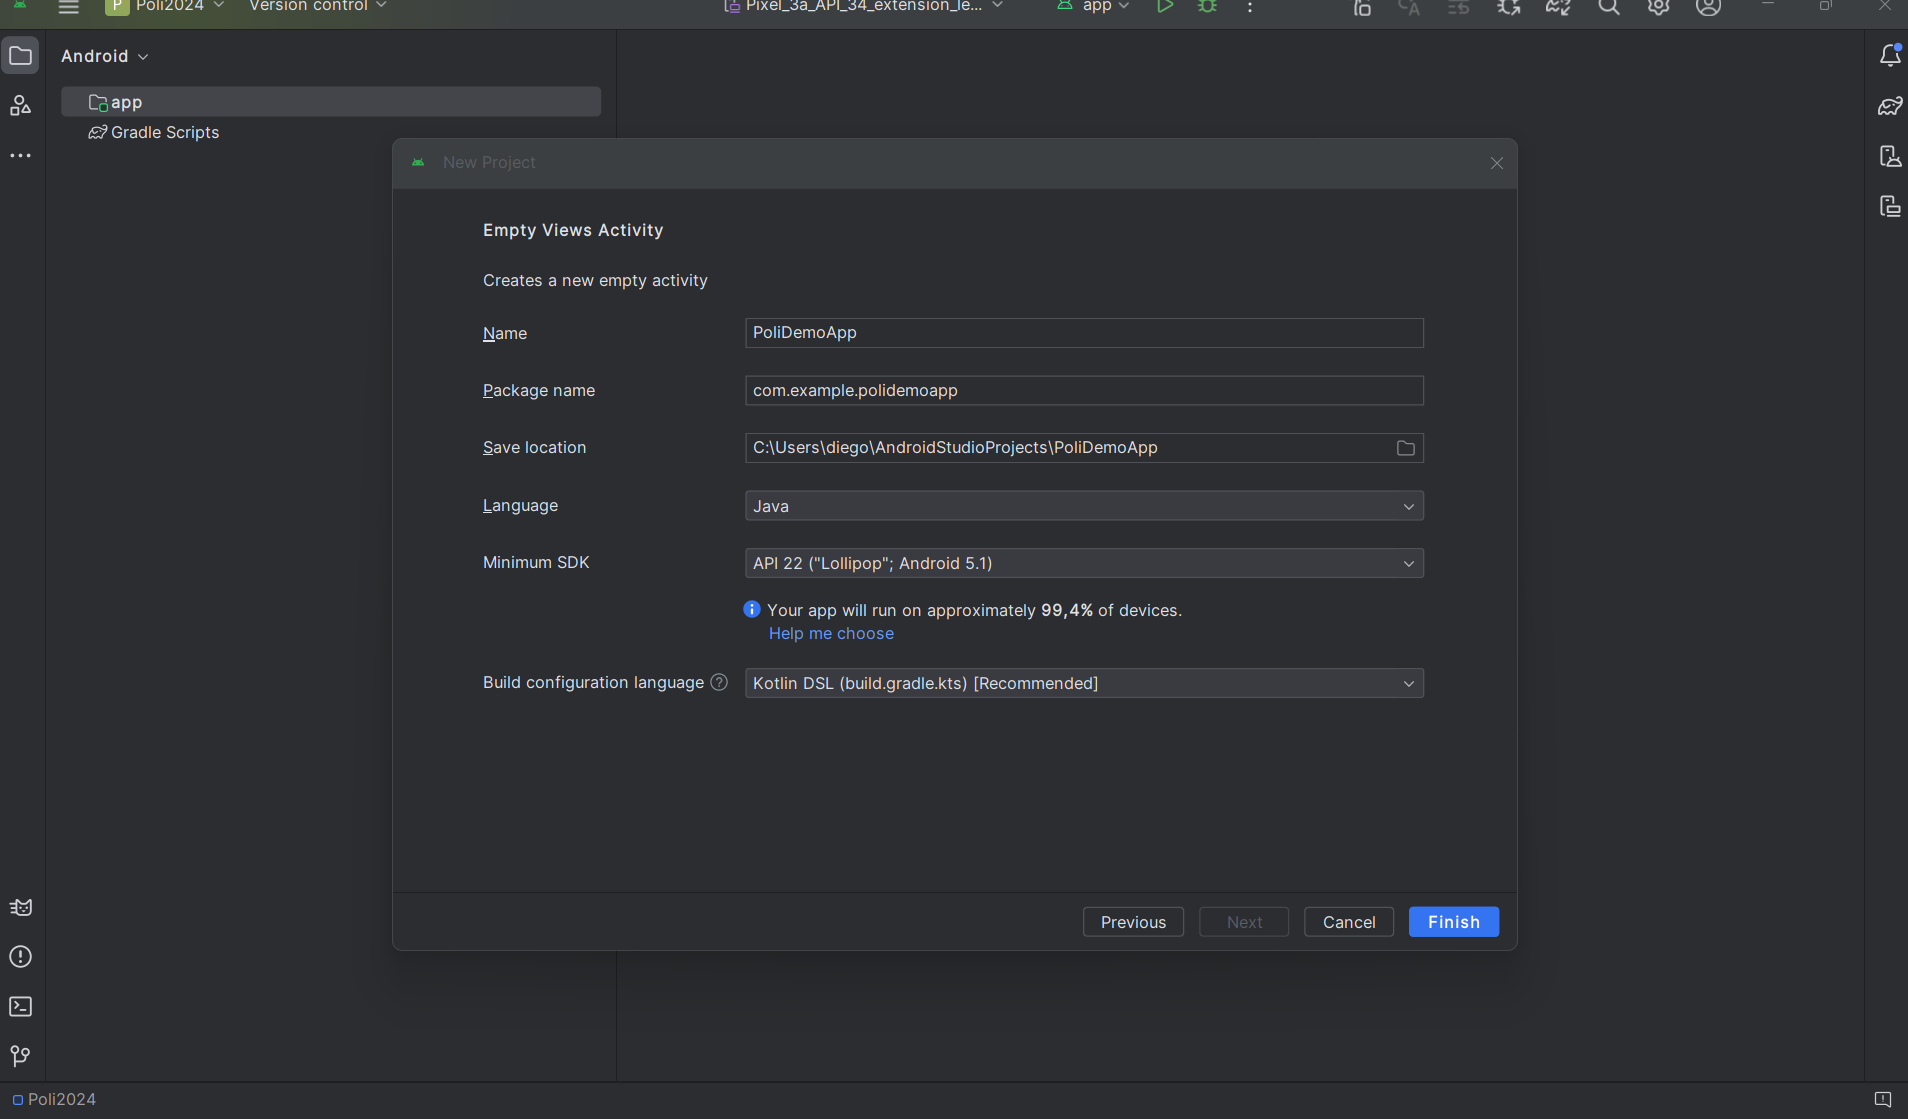 P Poli2024 Version control Pixel_3a_API_34_extension_le... app
Android
app
Gradle Scripts
New Project
Empty Views Activity
Creates a new empty activity
Name PoliDemoApp
Package name com.example.polidemoapp
Save location C:\Users\diego\AndroidStudioProjects\PoliDemoApp
Language Java
Minimum SDK API 22 ("Lollipop"; Android 5.1)
Your app will run on approximately 99,4% of devices.
Help me choose
Build configuration language Kotlin DSL (build.gradle.kts) [Recommended]
Previous Next Cancel Finish
Poli2024